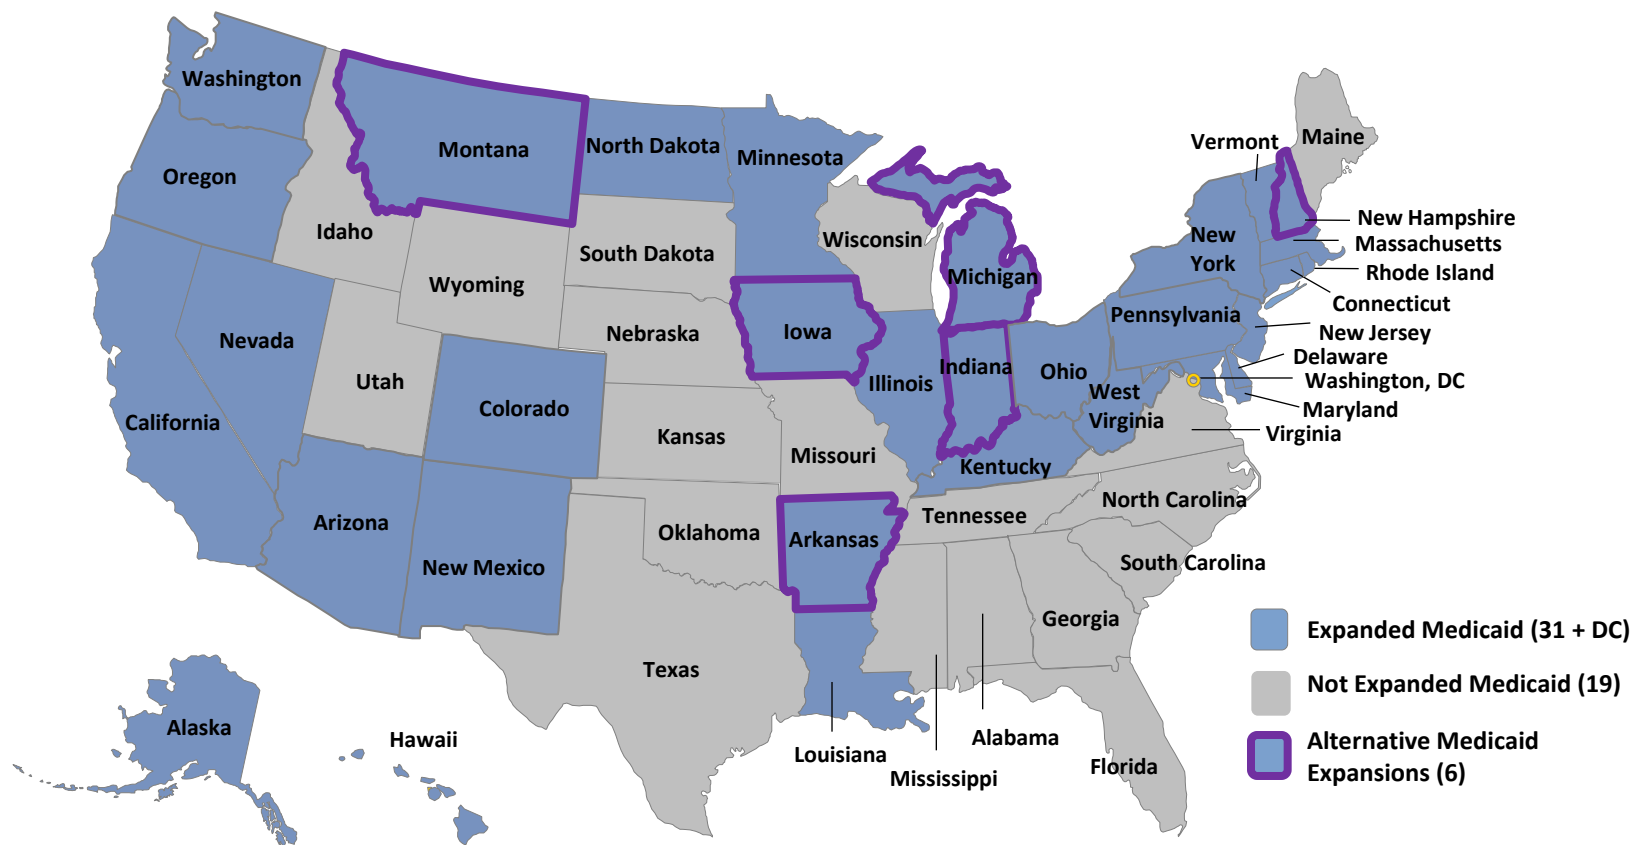 Washington
Montana
North Dakota
Minnesota
Maine
Vermont
Oregon
Idaho
Wyoming
South Dakota
Wisconsin
Michigan
New
York
New Hampshire
Massachusetts
Rhode Island
Connecticut
Pennsylvania
New Jersey
Delaware
Washington, DC
Maryland
Virginia
Nevada
Utah
Nebraska
Iowa
Illinois
Indiana
Ohio
West
Virginia
California
Colorado
Kansas
Missouri
Kentucky
Arizona
New Mexico
Oklahoma
Arkansas
Tennessee
North Carolina
South Carolina
Georgia
Texas
Alaska
Hawaii
Louisiana
Mississippi
Alabama
Florida
Expanded Medicaid (31 + DC)
Not Expanded Medicaid (19)
Alternative Medicaid
Expansions (6)